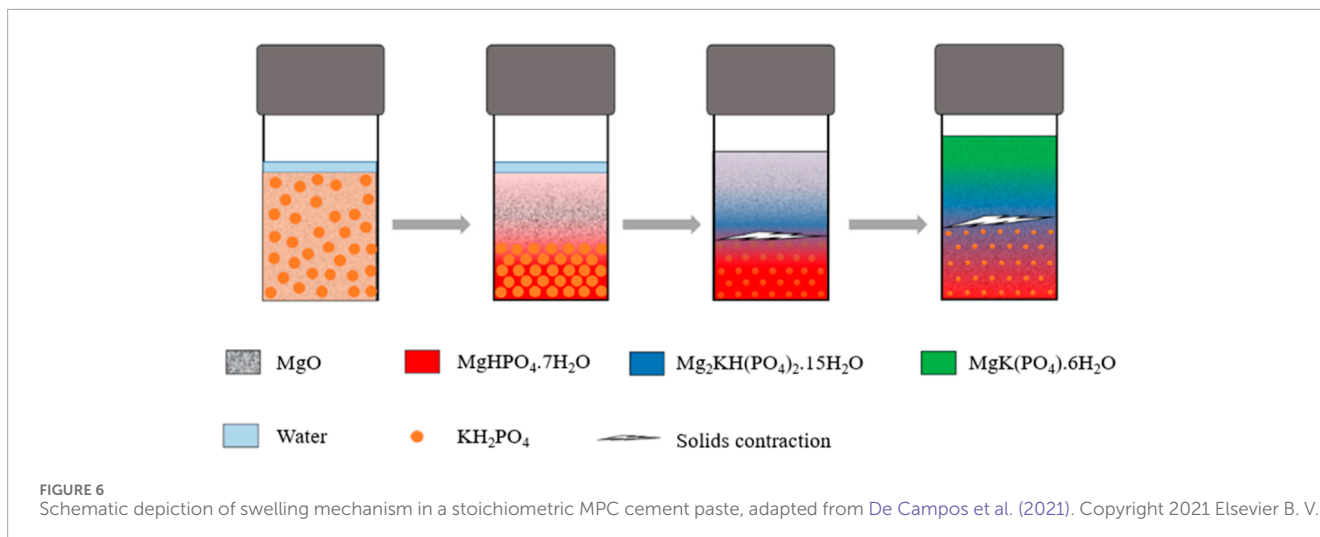 MgO
MgHPO₄.7H₂O
Mg₂KH(PO₄)₂.15H₂O
MgK(PO₄).6H₂O
Water
KH₂PO₄
Solids contraction
FIGURE 6
Schematic depiction of swelling mechanism in a stoichiometric MPC cement paste, adapted from De Campos et al. (2021). Copyright 2021 Elsevier B. V.